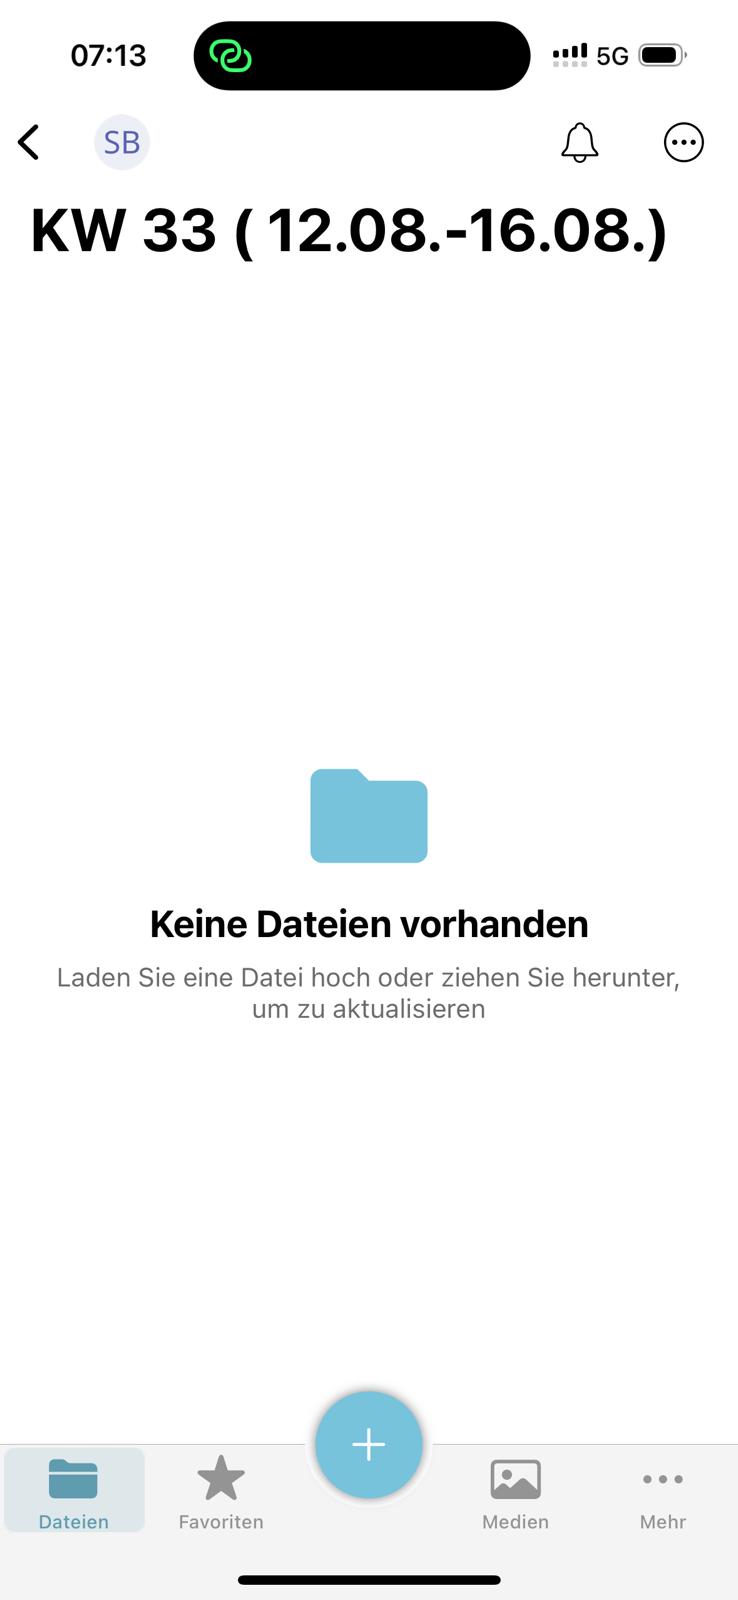 07:13
5G
SB
KW 33 ( 12.08.-16.08.)
Keine Dateien vorhanden
Laden Sie eine Datei hoch oder ziehen Sie herunter,
um zu aktualisieren
Dateien
Favoriten
Medien
Mehr